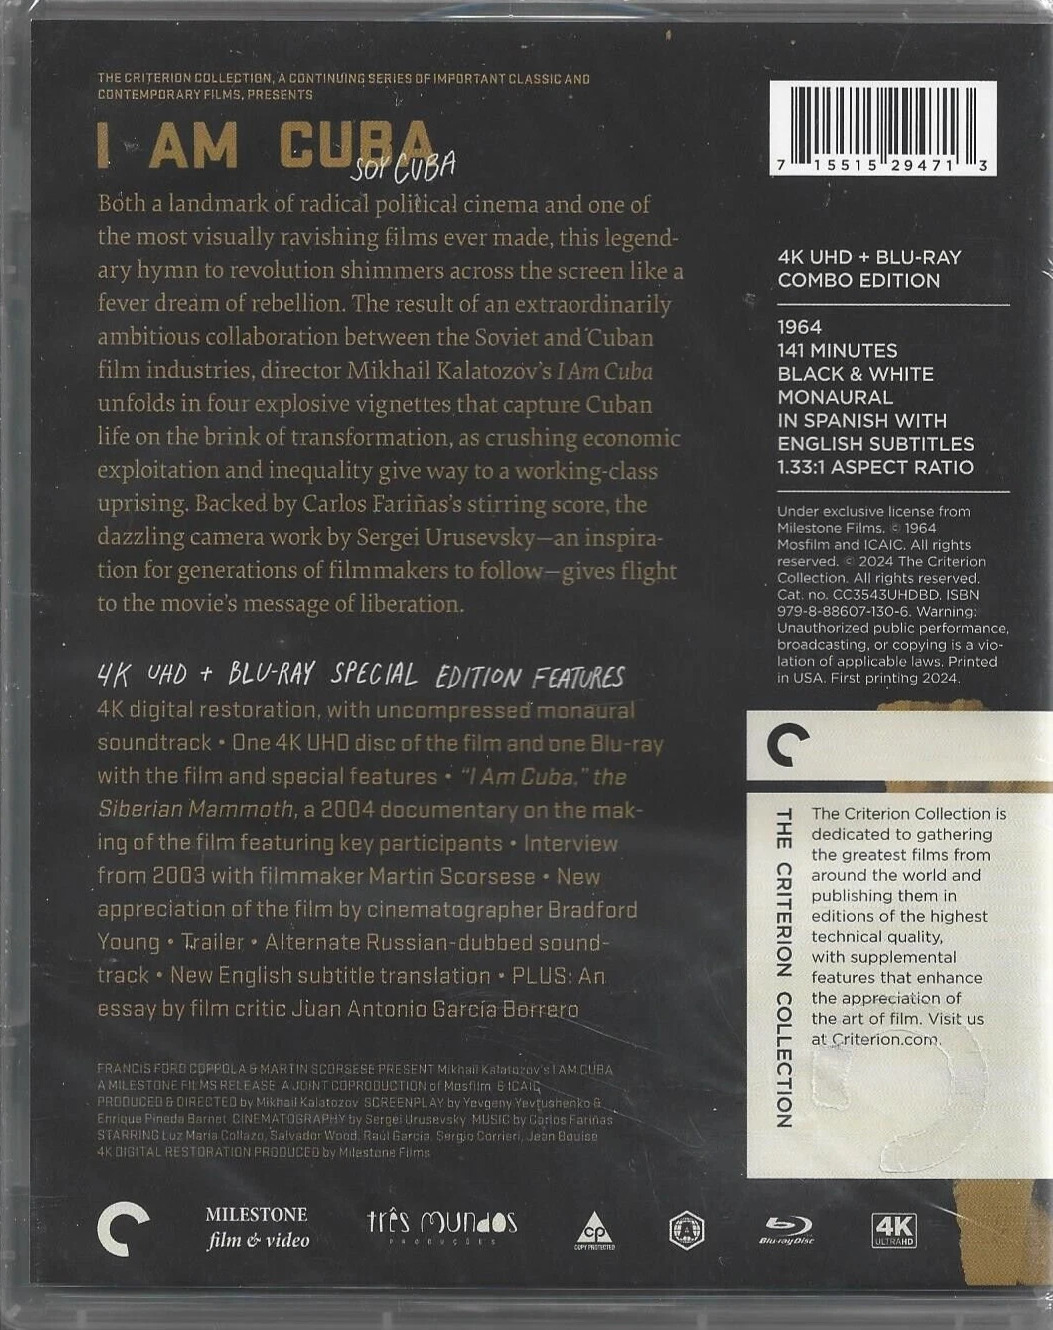 THE CRITERION COLLECTION, A CONTINUING SERIES OF IMPORTANT CLASSIC AND
CONTEMPORARY FILMS, PRESENTS
I AM CUBA
SOY CUBA
Both a landmark of radical political cinema and one of
the most visually ravishing films ever made, this legend-
ary hymn to revolution shimmers across the screen like a
fever dream of rebellion. The result of an extraordinarily
ambitious collaboration between the Soviet and Cuban
film industries, director Mikhail Kalatozov's I Am Cuba
unfolds in four explosive vignettes that capture Cuban
life on the brink of transformation, as crushing economic
exploitation and inequality give way to a working-class
uprising. Backed by Carlos Fariñas's stirring score, the
dazzling camera work by Sergei Urusevsky—an inspira-
tion for generations of filmmakers to follow—gives flight
to the movie's message of liberation.
4K UHD + BLU-RAY SPECIAL EDITION FEATURES
4K digital restoration, with uncompressed monaural
soundtrack • One 4K UHD disc of the film and one Blu-ray
with the film and special features • "I Am Cuba," the
Siberian Mammoth, a 2004 documentary on the mak-
ing of the film featuring key participants • Interview
from 2003 with filmmaker Martin Scorsese • New
appreciation of the film by cinematographer Bradford
Young • Trailer • Alternate Russian-dubbed sound-
track • New English subtitle translation • PLUS: An
essay by film critic Juan Antonio García Borrero
FRANCIS FORD COPPOLA & MARTIN SCORSESE PRESENT Mikhail Kalatozov's I AM CUBA
A MILESTONE FILMS RELEASE A JOINT COPRODUCTION of Mosfilm & ICAIC
PRODUCED & DIRECTED by Mikhail Kalatozov SCREENPLAY by Yevgeny Yevtushenko &
Enrique Pineda Barnet CINEMATOGRAPHY by Sergei Urusevsky MUSIC by Carlos Fariñas
STARRING Luz María Collazo, Salvador Wood, Raúl García, Sergio Corrieri, Jean Bouise
4K DIGITAL RESTORATION PRODUCED by Milestone Films
MILESTONE
film & video
três mundos
PRODUÇÕES
CP
COPY PROTECTED
A
Blu-ray Disc
4K
ULTRA HD
7 15515 29471 3
4K UHD + BLU-RAY
COMBO EDITION
1964
141 MINUTES
BLACK & WHITE
MONAURAL
IN SPANISH WITH
ENGLISH SUBTITLES
1.33:1 ASPECT RATIO
Under exclusive license from
Milestone Films. © 1964
Mosfilm and ICAIC. All rights
reserved. © 2024 The Criterion
Collection. All rights reserved.
Cat. no. CC3543UHDBD. ISBN
979-8-88607-130-6. Warning:
Unauthorized public performance,
broadcasting, or copying is a vio-
lation of applicable laws. Printed
in USA. First printing 2024.
THE CRITERION COLLECTION
The Criterion Collection is
dedicated to gathering
the greatest films from
around the world and
publishing them in
editions of the highest
technical quality,
with supplemental
features that enhance
the appreciation of
the art of film. Visit us
at Criterion.com.